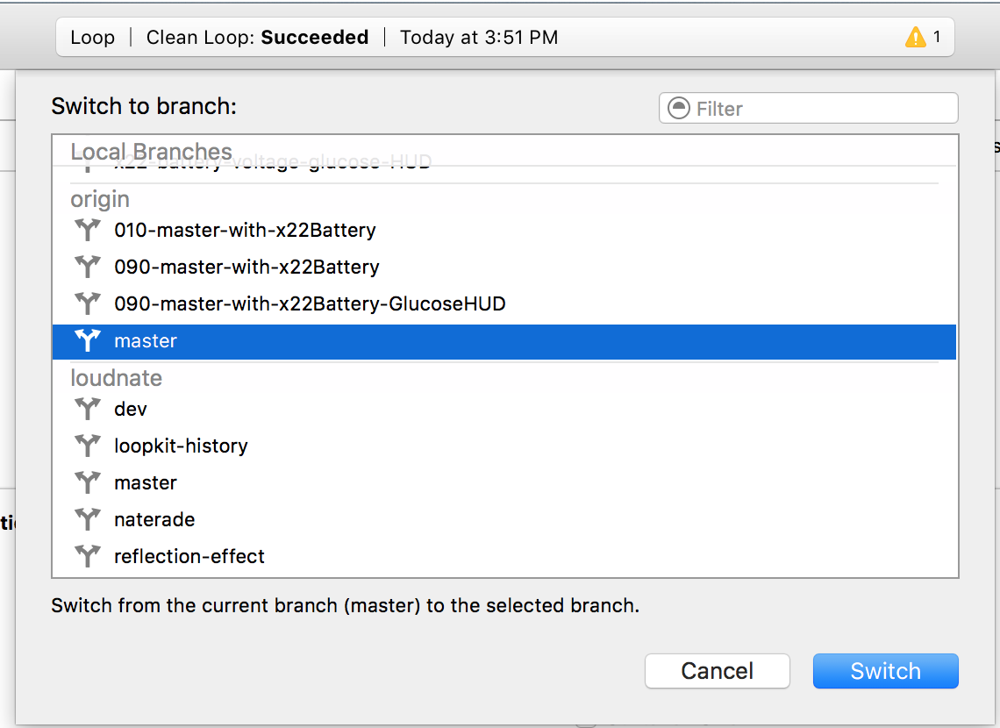 Loop | Clean Loop: Succeeded | Today at 3:51 PM 1
Switch to branch:
Filter
Local Branches
x22-battery-voltage-glucose-HUD
origin
010-master-with-x22Battery
090-master-with-x22Battery
090-master-with-x22Battery-GlucoseHUD
master
loudnate
dev
loopkit-history
master
naterade
reflection-effect
Switch from the current branch (master) to the selected branch.
Cancel
Switch